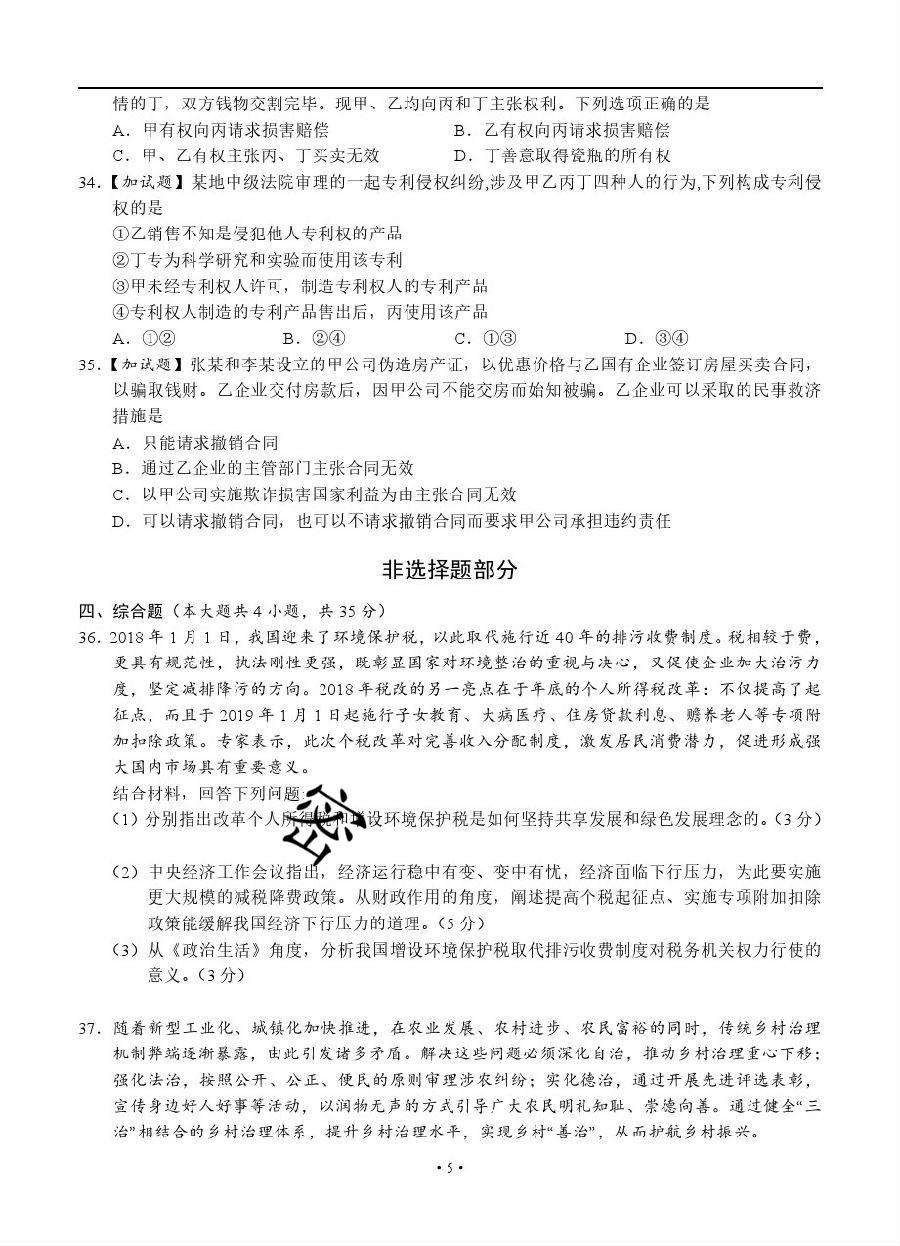 情的丁，双方钱物交割完毕。现甲、乙均向丙和丁主张权利。下列选项正确的是
A．甲有权向丙请求损害赔偿 B．乙有权向丙请求损害赔偿
C．甲、乙有权主张丙、丁买卖无效 D．丁善意取得瓷瓶的所有权
34.【加试题】某地中级法院审理的一起专利侵权纠纷,涉及甲乙丙丁四种人的行为,下列构成专利侵
权的是
①乙销售不知是侵犯他人专利权的产品
②丁专为科学研究和实验而使用该专利
③甲未经专利权人许可，制造专利权人的专利产品
④专利权人制造的专利产品售出后，丙使用该产品
A．①② B．②④ C．①③ D．③④
35.【加试题】张某和李某设立的甲公司伪造房产证，以优惠价格与乙国有企业签订房屋买卖合同，
以骗取钱财。乙企业交付房款后，因甲公司不能交房而始知被骗。乙企业可以采取的民事救济
措施是
A．只能请求撤销合同
B．通过乙企业的主管部门主张合同无效
C．以甲公司实施欺诈损害国家利益为由主张合同无效
D．可以请求撤销合同，也可以不请求撤销合同而要求甲公司承担违约责任
非选择题部分
四、综合题（本大题共 4 小题，共 35 分）
36．2018 年 1 月 1 日，我国迎来了环境保护税，以此取代施行近 40 年的排污收费制度。税相较于费，
更具有规范性，执法刚性更强，既彰显国家对环境整治的重视与决心，又促使企业加大治污力
度，坚定减排降污的方向。2018 年税改的另一亮点在于年底的个人所得税改革：不仅提高了起
征点，而且于 2019 年 1 月 1 日起施行子女教育、大病医疗、住房贷款利息、赡养老人等专项附
加扣除政策。专家表示，此次个税改革对完善收入分配制度，激发居民消费潜力，促进形成强
大国内市场具有重要意义。
结合材料，回答下列问题：
（1）分别指出改革个人所得税和增设环境保护税是如何坚持共享发展和绿色发展理念的。（3 分）
密
（2）中央经济工作会议指出，经济运行稳中有变、变中有忧，经济面临下行压力，为此要实施
更大规模的减税降费政策。从财政作用的角度，阐述提高个税起征点、实施专项附加扣除
政策能缓解我国经济下行压力的道理。（5 分）
（3）从《政治生活》角度，分析我国增设环境保护税取代排污收费制度对税务机关权力行使的
意义。（3 分）
37．随着新型工业化、城镇化加快推进，在农业发展、农村进步、农民富裕的同时，传统乡村治理
机制弊端逐渐暴露，由此引发诸多矛盾。解决这些问题必须深化自治，推动乡村治理重心下移；
强化法治，按照公开、公正、便民的原则审理涉农纠纷；实化德治，通过开展先进评选表彰，
宣传身边好人好事等活动，以润物无声的方式引导广大农民明礼知耻、崇德向善。通过健全“三
治”相结合的乡村治理体系，提升乡村治理水平，实现乡村“善治”，从而护航乡村振兴。
• 5 •